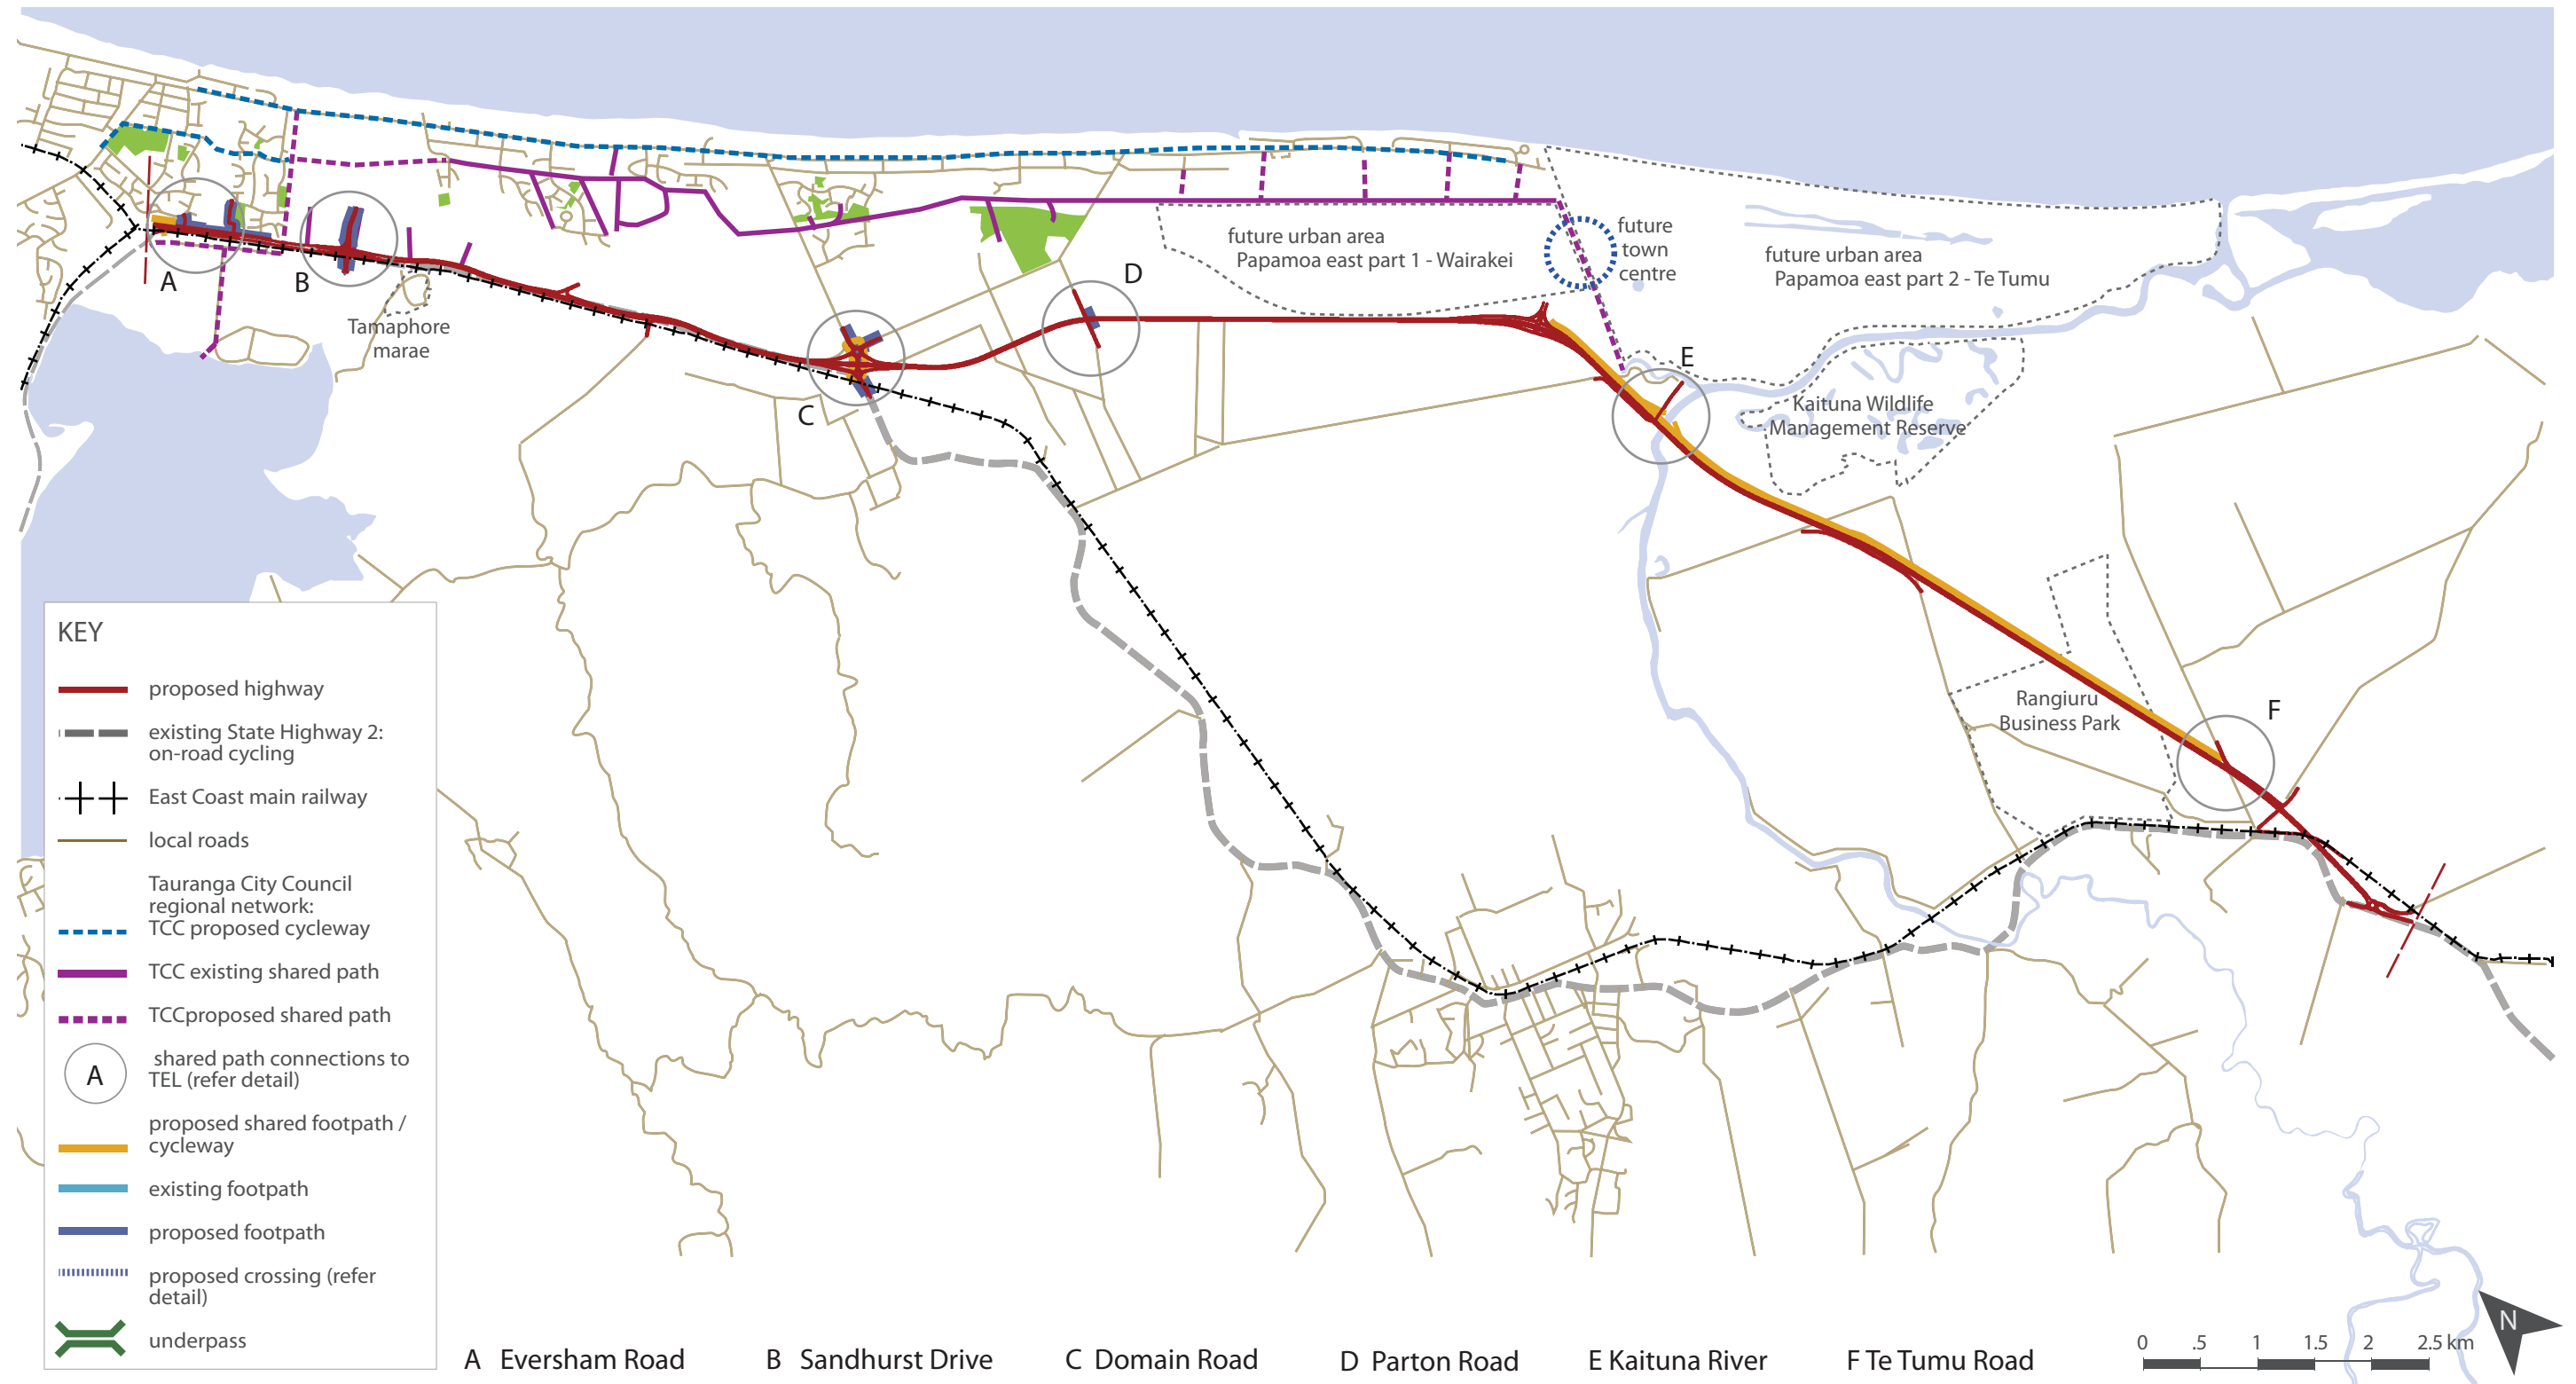 A
B
C
D
E
F
Tamaphore
marae
future urban area
Papamoa east part 1 - Wairakei
future
town
centre
future urban area
Papamoa east part 2 - Te Tumu
Kaituna Wildlife
Management Reserve
Rangiuru
Business Park
KEY
proposed highway
existing State Highway 2:
on-road cycling
East Coast main railway
local roads
Tauranga City Council
regional network:
TCC proposed cycleway
TCC existing shared path
TCCproposed shared path
A
shared path connections to
TEL (refer detail)
proposed shared footpath /
cycleway
existing footpath
proposed footpath
proposed crossing (refer
detail)
underpass
A Eversham Road
B Sandhurst Drive
C Domain Road
D Parton Road
E Kaituna River
F Te Tumu Road
0 .5 1 1.5 2 2.5 km
N